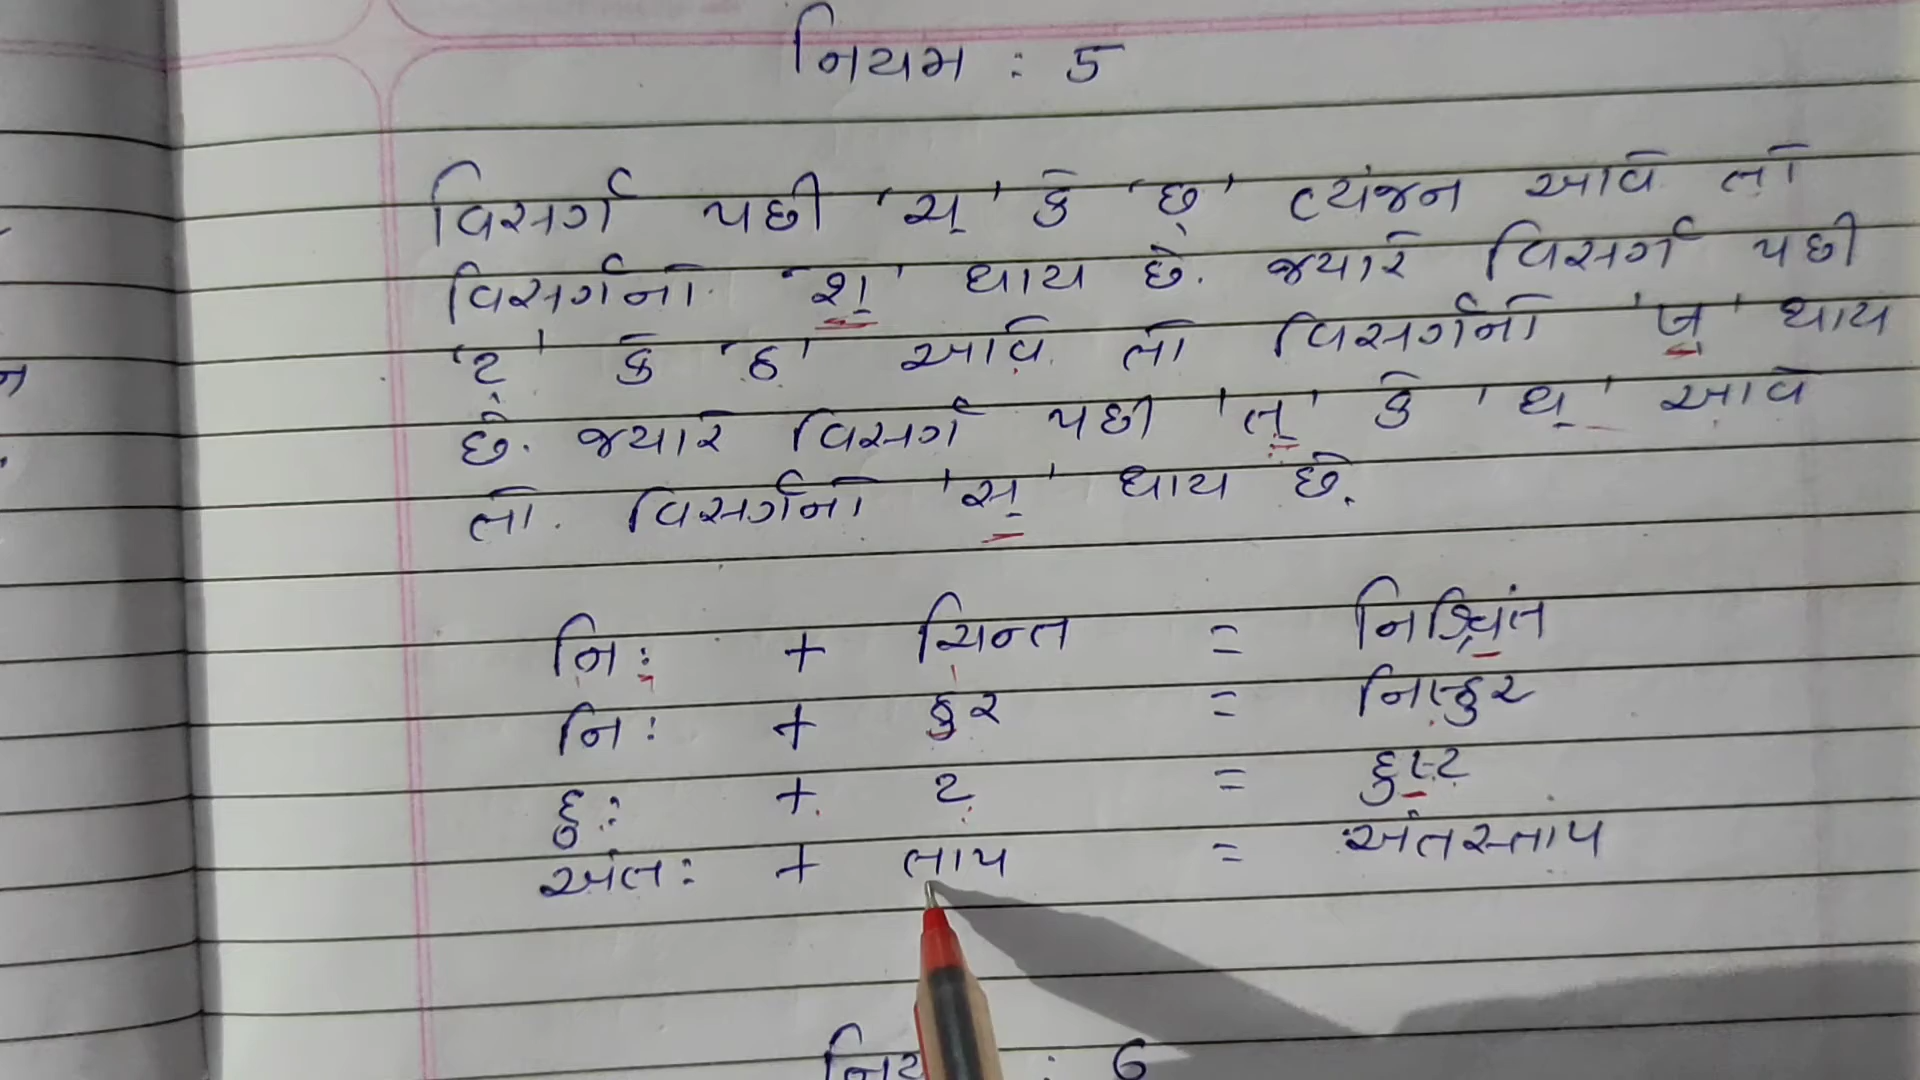 નિયમ : 5
વિસર્ગ પછી 'ચ્' કે 'છ્' વ્યંજન આવે તો
વિસર્ગનો 'શ્' થાય છે. જ્યારે વિસર્ગ પછી
'ટ્' કે 'ઠ' આવે તો વિસર્ગનો 'ષ્' થાય
છે. જ્યારે વિસર્ગ પછી 'ત્' કે 'થ્' આવે
તો. વિસર્ગનો 'સ્' થાય છે.
નિઃ + ચિન્ત = નિશ્ચિંત
નિઃ + ઠુર = નિષ્ઠુર
દુઃ + ટ = દુષ્ટ
અંતઃ + તાપ = અંતસ્તાપ
: 6